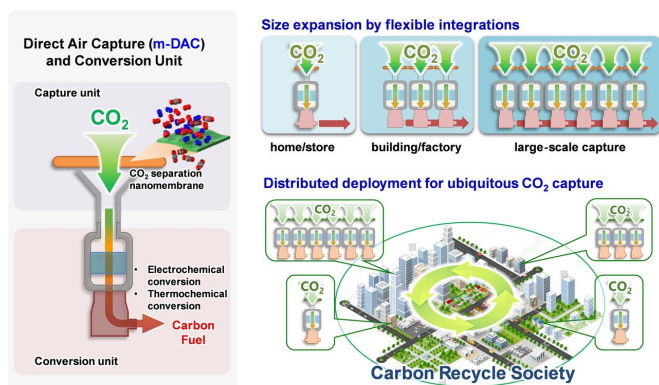 Direct Air Capture (m-DAC)
and Conversion Unit
Capture unit
CO2
CO2 separation
nanomembrane
• Electrochemical
conversion
• Thermochemical
conversion
Carbon
Fuel
Conversion unit
Size expansion by flexible integrations
CO2
home/store
CO2
building/factory
CO2
large-scale capture
Distributed deployment for ubiquitous CO2 capture
CO2
CO2
CO2
CO2
Carbon Recycle Society